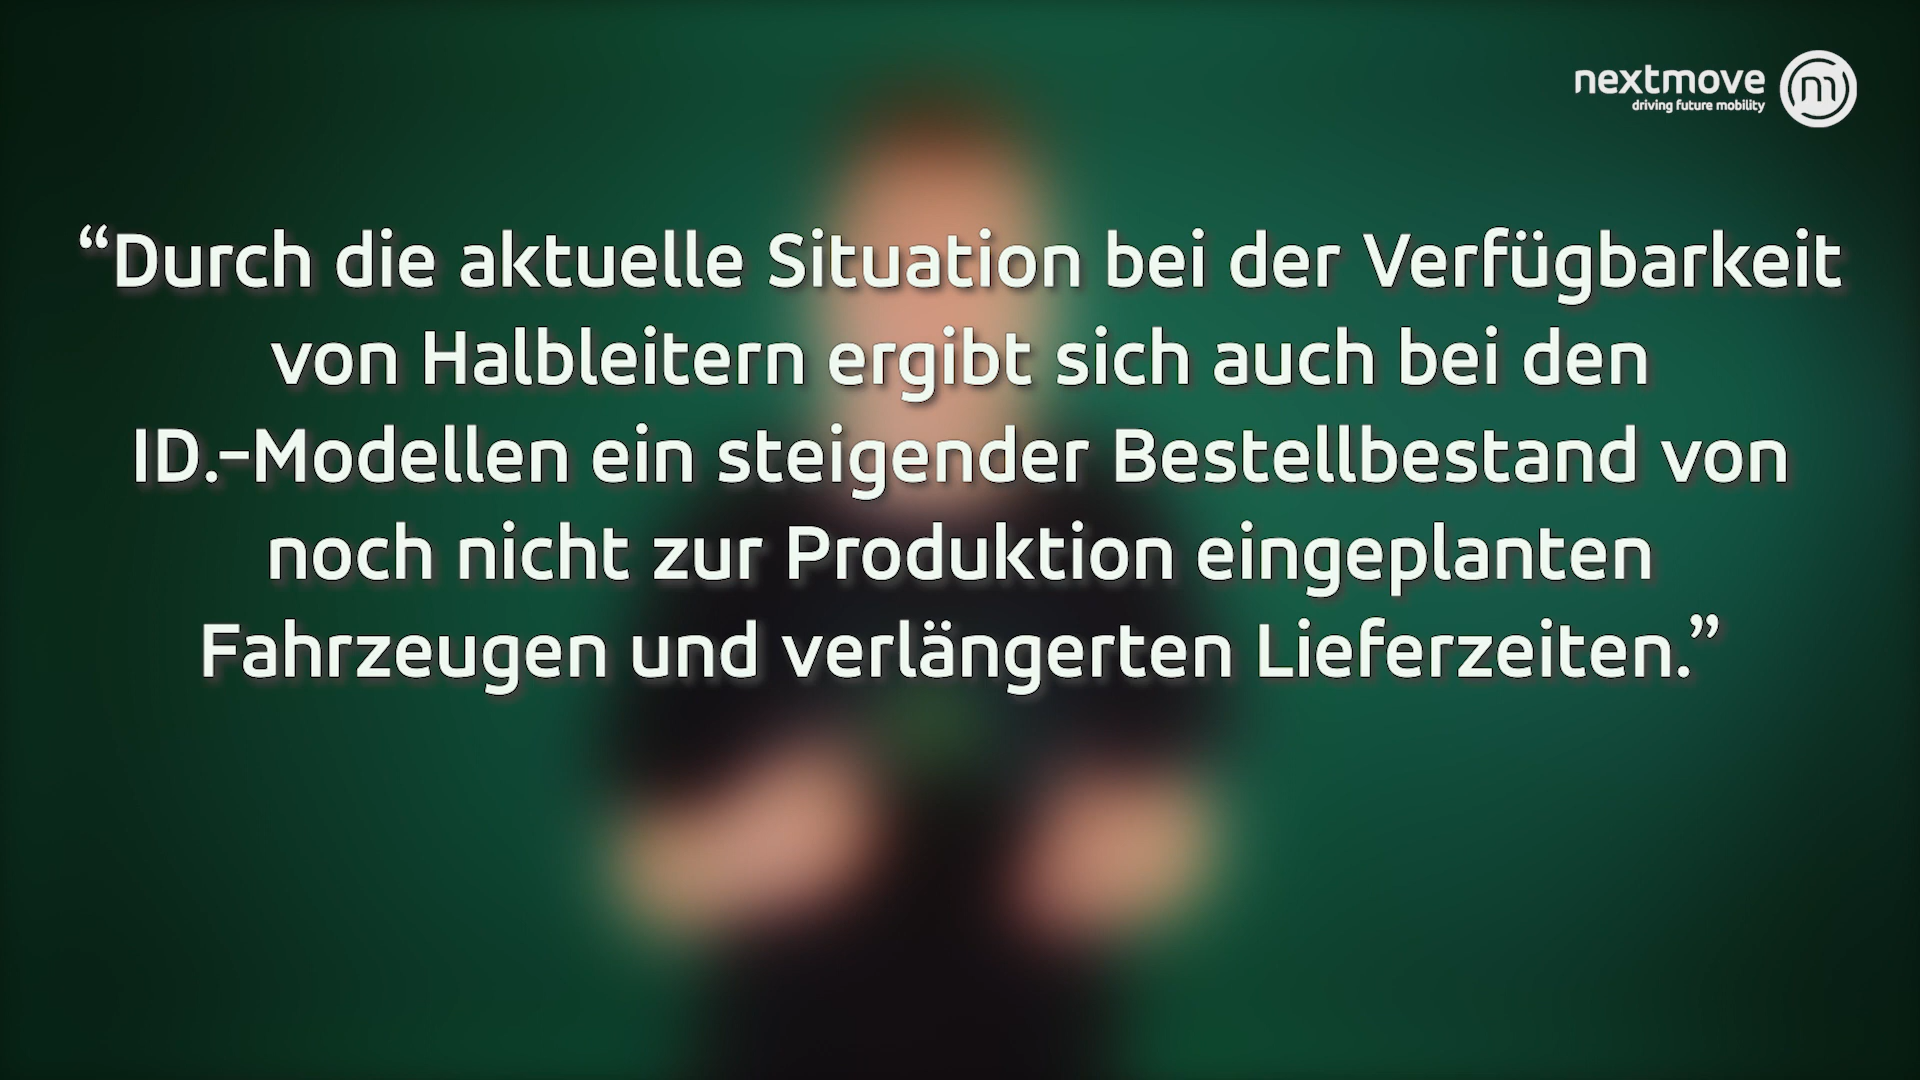 nextmove
driving future mobility
“Durch die aktuelle Situation bei der Verfügbarkeit
von Halbleitern ergibt sich auch bei den
ID.-Modellen ein steigender Bestellbestand von
noch nicht zur Produktion eingeplanten
Fahrzeugen und verlängerten Lieferzeiten.”